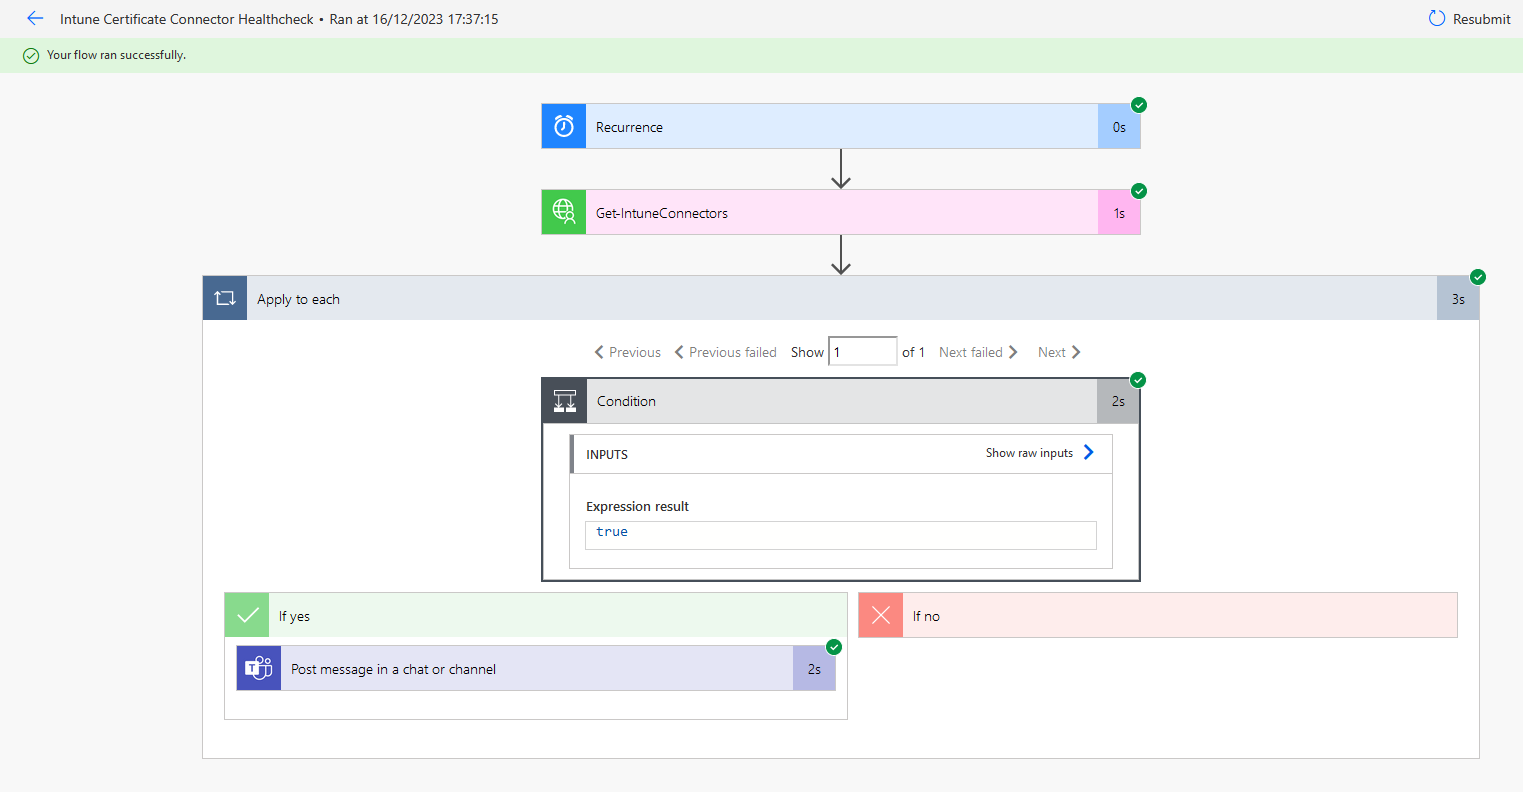 Intune Certificate Connector Healthcheck • Ran at 16/12/2023 17:37:15
Resubmit
Your flow ran successfully.
Recurrence
0s
Get-IntuneConnectors
1s
Apply to each
3s
Previous Previous failed Show 1 of 1 Next failed Next
Condition
2s
INPUTS
Show raw inputs
Expression result
true
If yes
If no
T
Post message in a chat or channel
2s